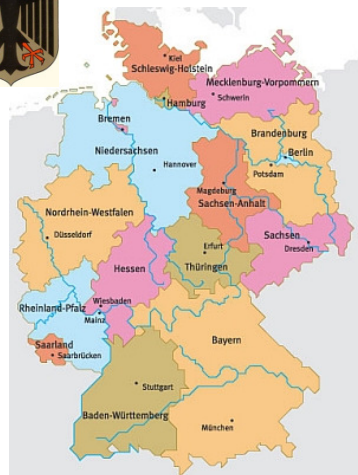 Kiel
Schleswig-Holstein
Mecklenburg-Vorpommern
Schwerin
Hamburg
Bremen
Niedersachsen
Hannover
Brandenburg
Berlin
Potsdam
Magdeburg
Sachsen-Anhalt
Nordrhein-Westfalen
Düsseldorf
Sachsen
Dresden
Erfurt
Thüringen
Hessen
Wiesbaden
Rheinland-Pfalz
Mainz
Saarland
Saarbrücken
Bayern
Stuttgart
Baden-Württemberg
München